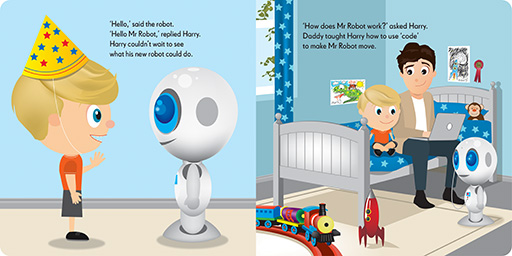 'Hello,' said the robot.
'Hello Mr Robot,' replied Harry.
Harry couldn't wait to see
what his new robot could do.
'How does Mr Robot work?' asked Harry.
Daddy taught Harry how to use 'code'
to make Mr Robot move.